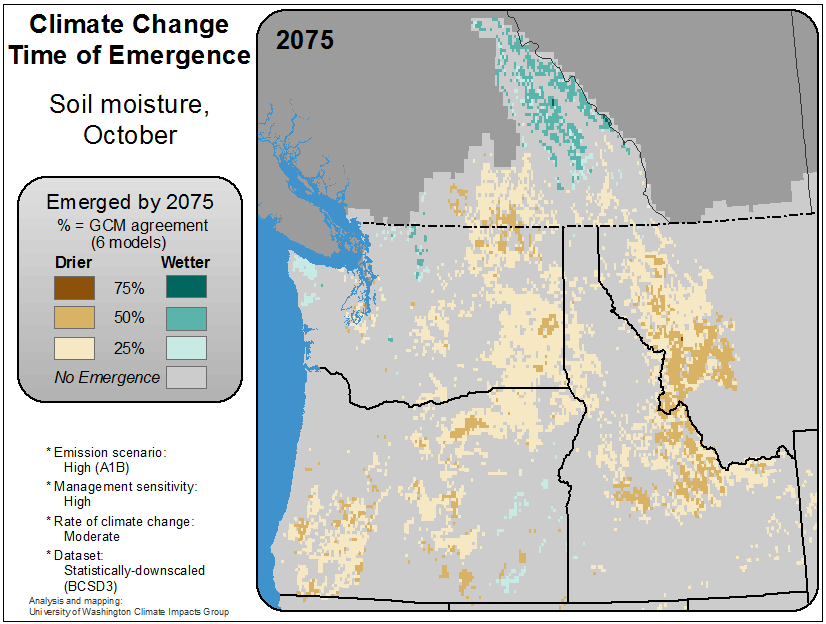 Climate Change
Time of Emergence
Soil moisture,
October
Emerged by 2075
% = GCM agreement
(6 models)
Drier Wetter
75%
50%
25%
No Emergence
* Emission scenario:
High (A1B)
* Management sensitivity:
High
* Rate of climate change:
Moderate
* Dataset:
Statistically-downscaled
(BCSD3)
Analysis and mapping:
University of Washington Climate Impacts Group
2075